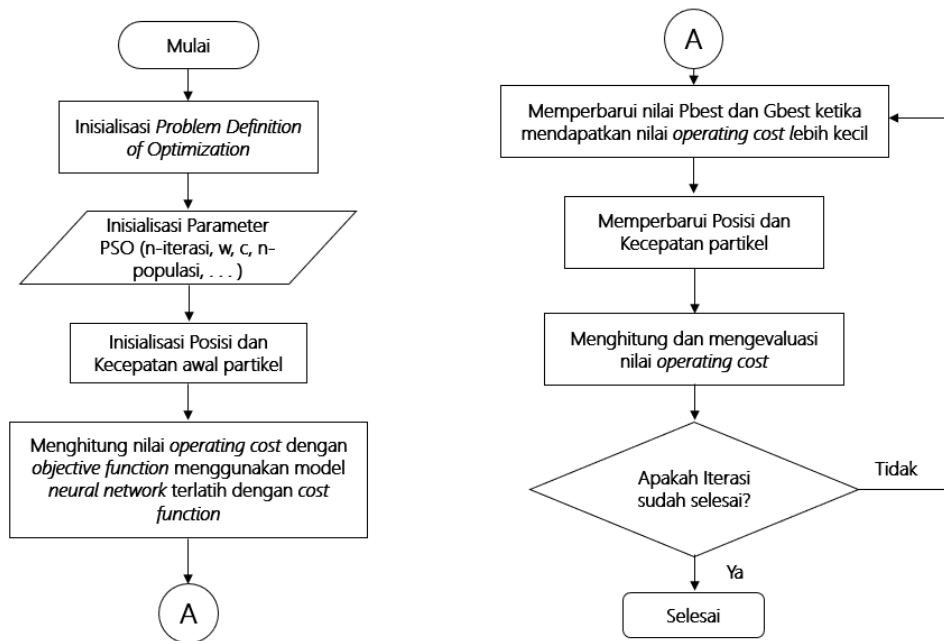 Mulai
Inisialisasi Problem Definition
of Optimization
Inisialisasi Parameter
PSO (n-iterasi, w, c, n-
populasi, . . . )
Inisialisasi Posisi dan
Kecepatan awal partikel
Menghitung nilai operating cost dengan
objective function menggunakan model
neural network terlatih dengan cost
function
A
A
Memperbarui nilai Pbest dan Gbest ketika
mendapatkan nilai operating cost lebih kecil
Memperbarui Posisi dan
Kecepatan partikel
Menghitung dan mengevaluasi
nilai operating cost
Apakah Iterasi
sudah selesai?
Tidak
Ya
Selesai